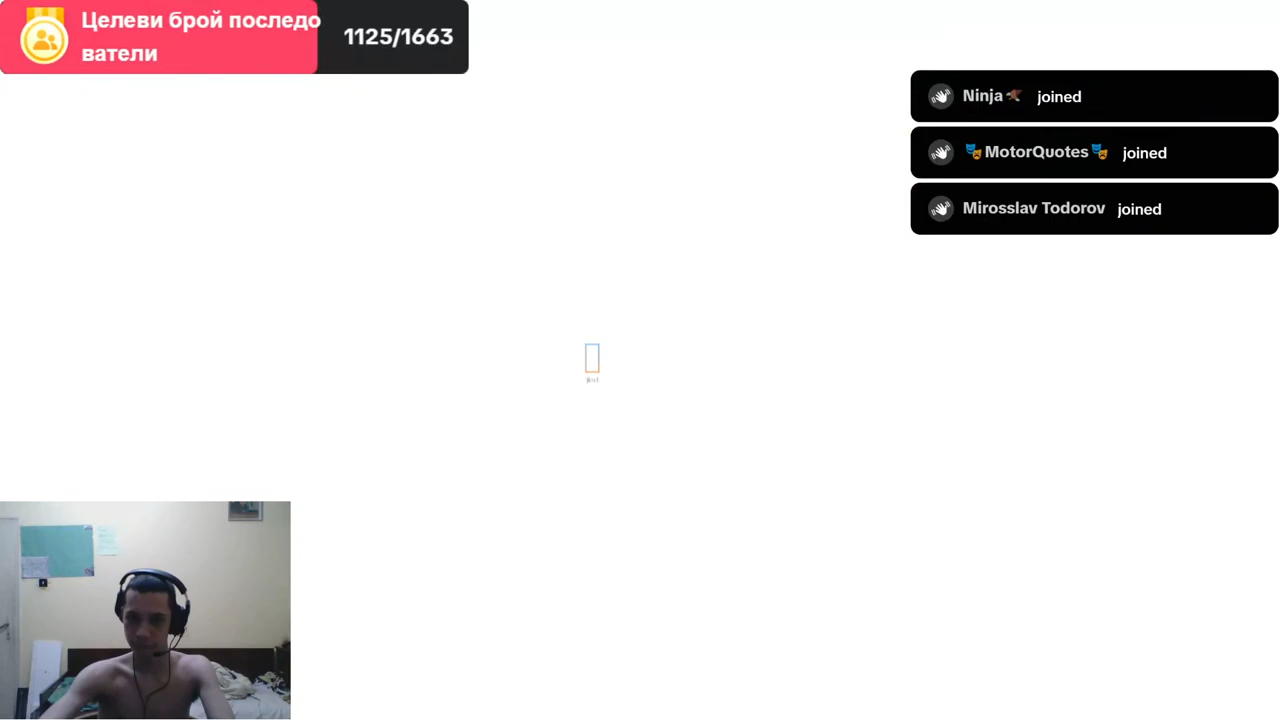 Целеви брой последо
ватели
1125/1663
Ninja joined
MotorQuotes joined
Mirosslav Todorov joined